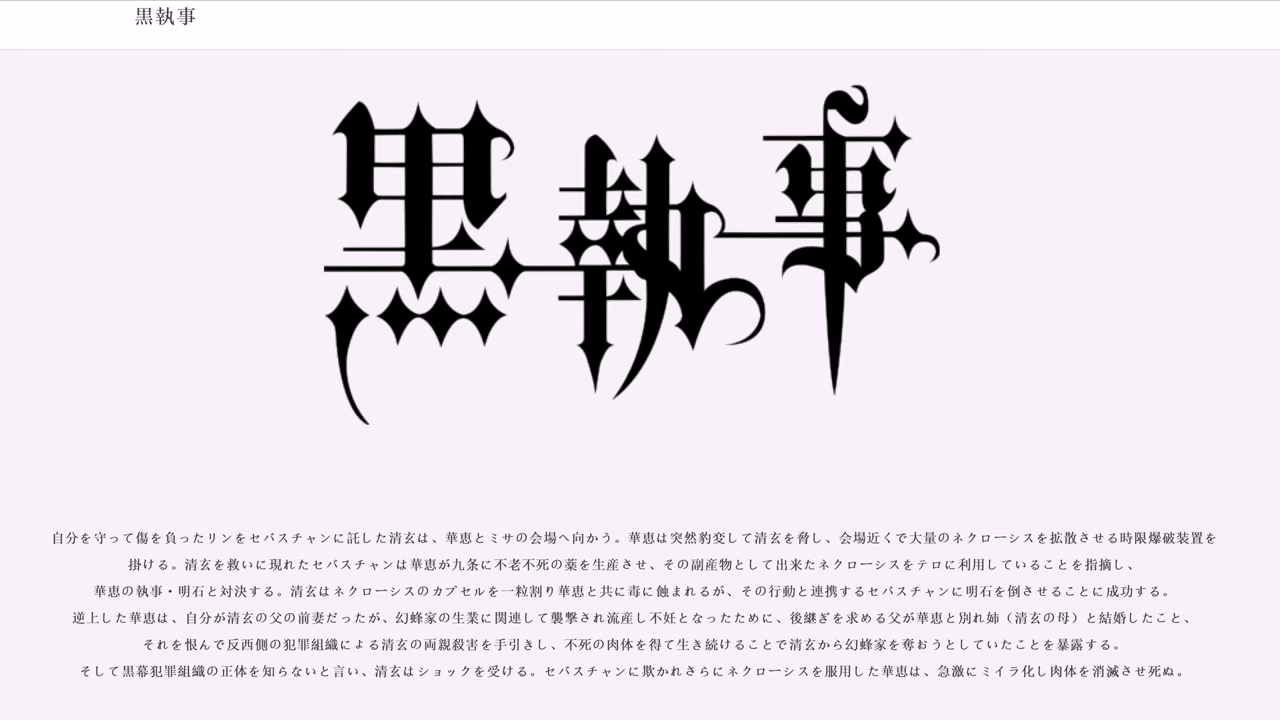 黒執事
黒執事
自分を守って傷を負ったリンをセバスチャンに託した清玄は、華恵とミサの会場へ向かう。華恵は突然豹変して清玄を脅し、会場近くで大量のネクローシスを拡散させる時限爆破装置を
掛ける。清玄を救いに現れたセバスチャンは華恵が九条に不老不死の薬を生産させ、その副産物として出来たネクローシスをテロに利用していることを指摘し、
華恵の執事・明石と対決する。清玄はネクローシスのカプセルを一粒割り華恵と共に毒に蝕まれるが、その行動と連携するセバスチャンに明石を倒させることに成功する。
逆上した華恵は、自分が清玄の父の前妻だったが、幻蜂家の生業に関連して襲撃され流産し不妊となったために、後継ぎを求める父が華恵と別れ姉（清玄の母）と結婚したこと、
それを恨んで反西側の犯罪組織による清玄の両親殺害を手引きし、不死の肉体を得て生き続けることで清玄から幻蜂家を奪おうとしていたことを暴露する。
そして黒幕犯罪組織の正体を知らないと言い、清玄はショックを受ける。セバスチャンに欺かれさらにネクローシスを服用した華恵は、急激にミイラ化し肉体を消滅させ死ぬ。